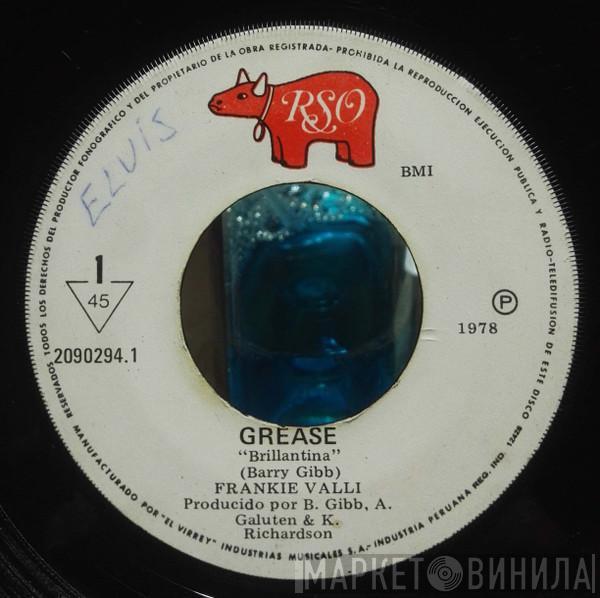 RESERVADOS TODOS LOS DERECHOS DEL PRODUCTOR FONOGRAFICO Y DEL PROPIETARIO DE LA OBRA REGISTRADA- PROHIBIDA LA REPRODUCCION EJECUCION PUBLICA Y RADIO-TELEDIFUSION DE ESTE DISCO
RSO
BMI
ELVIS
1
45
2090294.1
Ⓟ
1978
GREASE
"Brillantina"
(Barry Gibb)
FRANKIE VALLI
Producido por B. Gibb, A.
Galuten & K.
Richardson
MANUFACTURADO POR "EL VIRREY" INDUSTRIAS MUSICALES S.A.- INDUSTRIA PERUANA REG. IND. 13428
МАРКЕТ ВИНИЛА